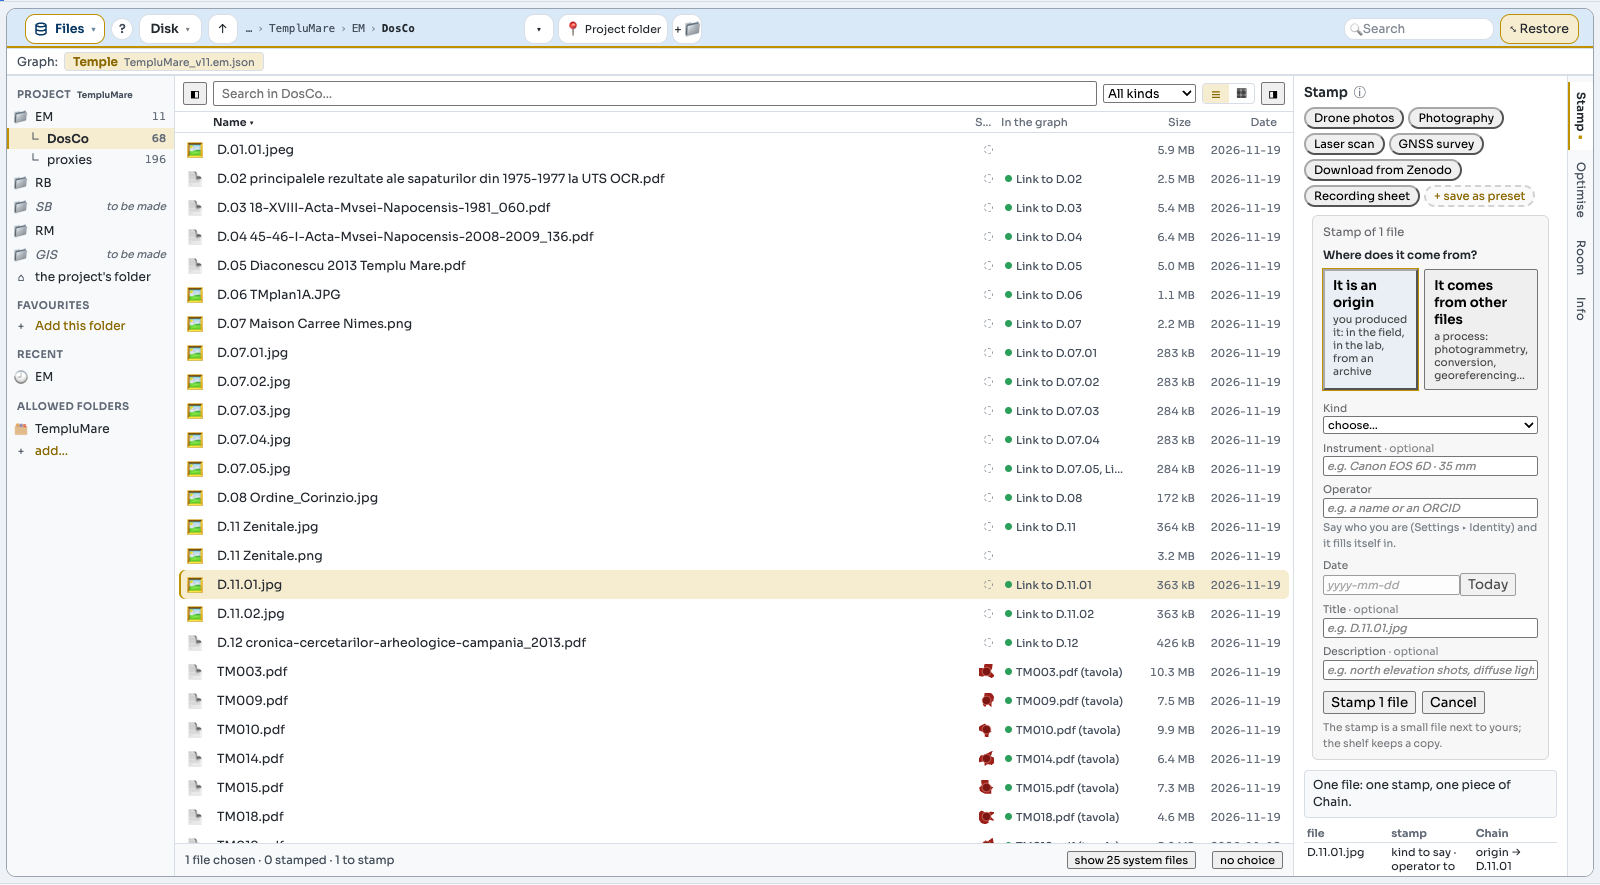 Files ▾ ? Disk ▾ ↑ … › TempluMare › EM › DosCo ▾ Project folder + Search Restore
Graph: Temple TempluMare_v11.em.json
PROJECT TempluMare
EM 11
└ DosCo 68
└ proxies 196
RB
SB to be made
RM
GIS to be made
the project's folder
FAVOURITES
+ Add this folder
RECENT
EM
ALLOWED FOLDERS
TempluMare
+ add...
Search in DosCo... All kinds
Name ▾ S... In the graph Size Date
D.01.01.jpeg 5.9 MB 2026-11-19
D.02 principalele rezultate ale sapaturilor din 1975-1977 la UTS OCR.pdf Link to D.02 2.5 MB 2026-11-19
D.03 18-XVIII-Acta-Mvsei-Napocensis-1981_060.pdf Link to D.03 5.4 MB 2026-11-19
D.04 45-46-I-Acta-Mvsei-Napocensis-2008-2009_136.pdf Link to D.04 6.4 MB 2026-11-19
D.05 Diaconescu 2013 Templu Mare.pdf Link to D.05 5.0 MB 2026-11-19
D.06 TMplan1A.JPG Link to D.06 1.1 MB 2026-11-19
D.07 Maison Carree Nimes.png Link to D.07 2.2 MB 2026-11-19
D.07.01.jpg Link to D.07.01 283 kB 2026-11-19
D.07.02.jpg Link to D.07.02 283 kB 2026-11-19
D.07.03.jpg Link to D.07.03 284 kB 2026-11-19
D.07.04.jpg Link to D.07.04 283 kB 2026-11-19
D.07.05.jpg Link to D.07.05, Li... 284 kB 2026-11-19
D.08 Ordine_Corinzio.jpg Link to D.08 172 kB 2026-11-19
D.11 Zenitale.jpg Link to D.11 364 kB 2026-11-19
D.11 Zenitale.png 3.2 MB 2026-11-19
D.11.01.jpg Link to D.11.01 363 kB 2026-11-19
D.11.02.jpg Link to D.11.02 363 kB 2026-11-19
D.12 cronica-cercetarilor-arheologice-campania_2013.pdf Link to D.12 426 kB 2026-11-19
TM003.pdf TM003.pdf (tavola) 10.3 MB 2026-11-19
TM009.pdf TM009.pdf (tavola) 7.5 MB 2026-11-19
TM010.pdf TM010.pdf (tavola) 9.9 MB 2026-11-19
TM014.pdf TM014.pdf (tavola) 6.4 MB 2026-11-19
TM015.pdf TM015.pdf (tavola) 7.3 MB 2026-11-19
TM018.pdf TM018.pdf (tavola) 4.6 MB 2026-11-19
1 file chosen · 0 stamped · 1 to stamp show 25 system files no choice
Stamp ⓘ
Drone photos Photography
Laser scan GNSS survey
Download from Zenodo
Recording sheet + save as preset
Stamp of 1 file
Where does it come from?
It is an origin
you produced it: in the field, in the lab, from an archive
It comes from other files
a process: photogrammetry, conversion, georeferencing...
Kind
choose...
Instrument · optional
e.g. Canon EOS 6D · 35 mm
Operator
e.g. a name or an ORCID
Say who you are (Settings ▸ Identity) and
it fills itself in.
Date
yyyy-mm-dd Today
Title · optional
e.g. D.11.01.jpg
Description · optional
e.g. north elevation shots, diffuse ligh
Stamp 1 file Cancel
The stamp is a small file next to yours;
the shelf keeps a copy.
One file: one stamp, one piece of
Chain.
file stamp Chain
D.11.01.jpg kind to say · origin →
operator to D.11.01
Stamp
Optimise
Room
Info